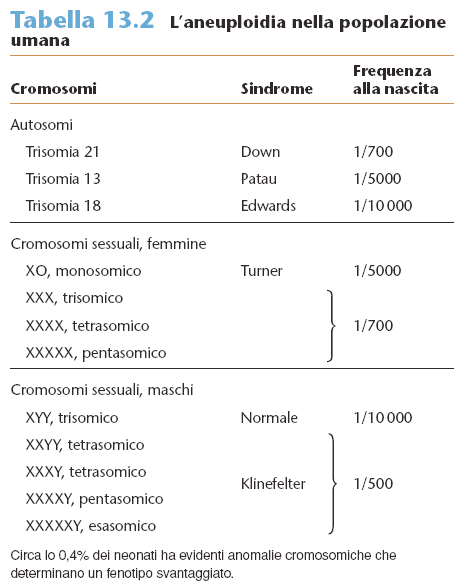 Tabella 13.2 L'aneuploidia nella popolazione
umana
Cromosomi Sindrome Frequenza alla nascita
Autosomi
Trisomia 21 Down 1/700
Trisomia 13 Patau 1/5000
Trisomia 18 Edwards 1/10 000
Cromosomi sessuali, femmine
XO, monosomico Turner 1/5000
XXX, trisomico
XXXX, tetrasomico 1/700
XXXXX, pentasomico
Cromosomi sessuali, maschi
XYY, trisomico Normale 1/10 000
XXYY, tetrasomico
XXXY, tetrasomico
Klinefelter 1/500
XXXXY, pentasomico
XXXXXY, esasomico
Circa lo 0,4% dei neonati ha evidenti anomalie cromosomiche che
determinano un fenotipo svantaggiato.